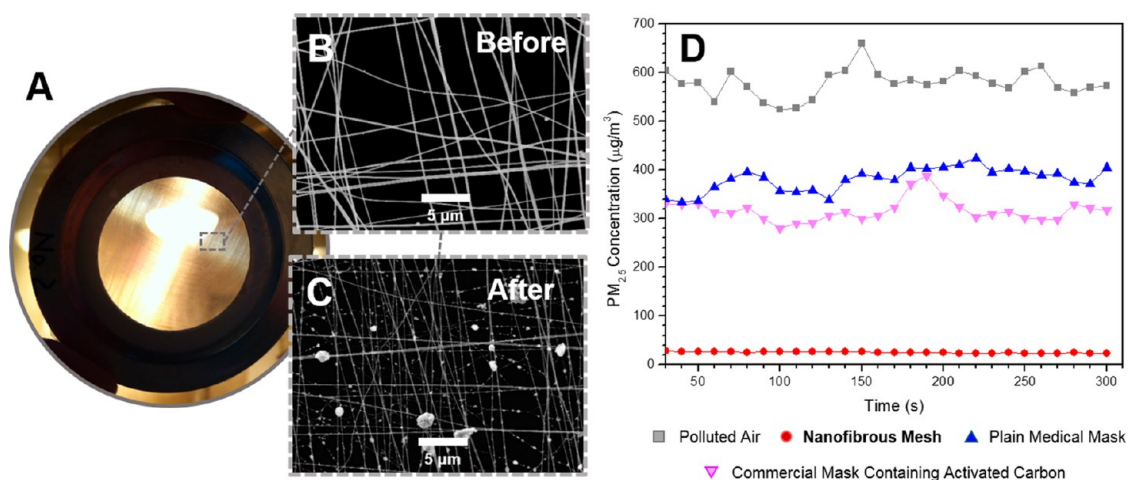 A
B
Before
5 µm
C
After
5 µm
D
PM2.5 Concentration (µg/m3)
700
600
500
400
300
200
100
0
50
100
150
200
250
300
Time (s)
Polluted Air
Nanofibrous Mesh
Plain Medical Mask
Commercial Mask Containing Activated Carbon